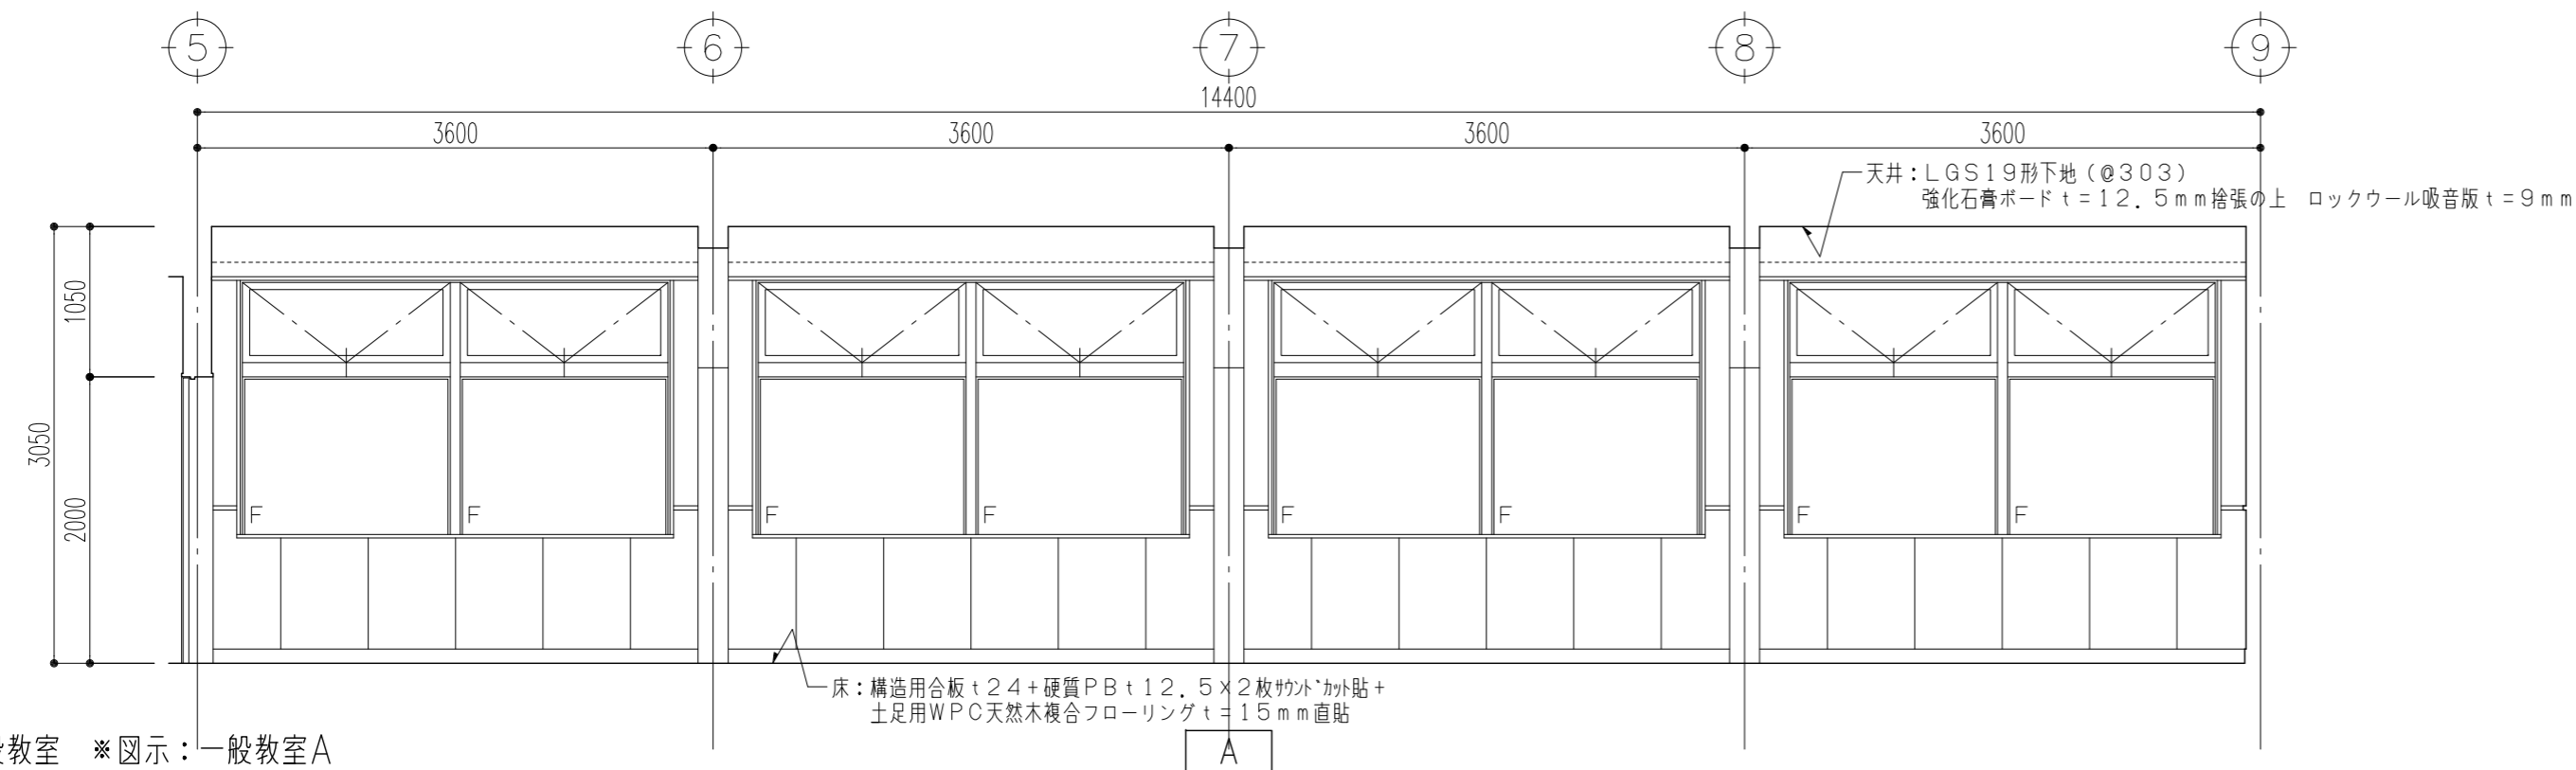 5 6 7 8 9
14400
3600 3600 3600 3600
天井：LGS19形下地（@303）
強化石膏ボードt=12.5mm捨張の上 ロックウール吸音版t=9mm
1050
3050
2000
F F F F F F F F
床：構造用合板t24+硬質PBt12.5×2枚ｻｳﾝﾄﾞｶｯﾄ貼+
土足用WPC天然木複合フローリングt=15mm直貼
教室 ※図示：一般教室A
A